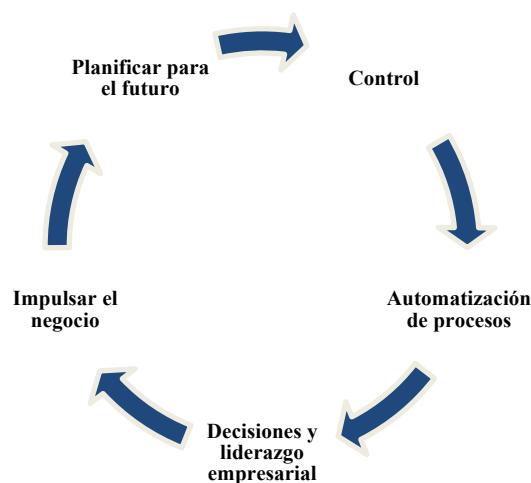 Planificar para
el futuro
Control
Automatización
de procesos
Decisiones y
liderazgo
empresarial
Impulsar el
negocio